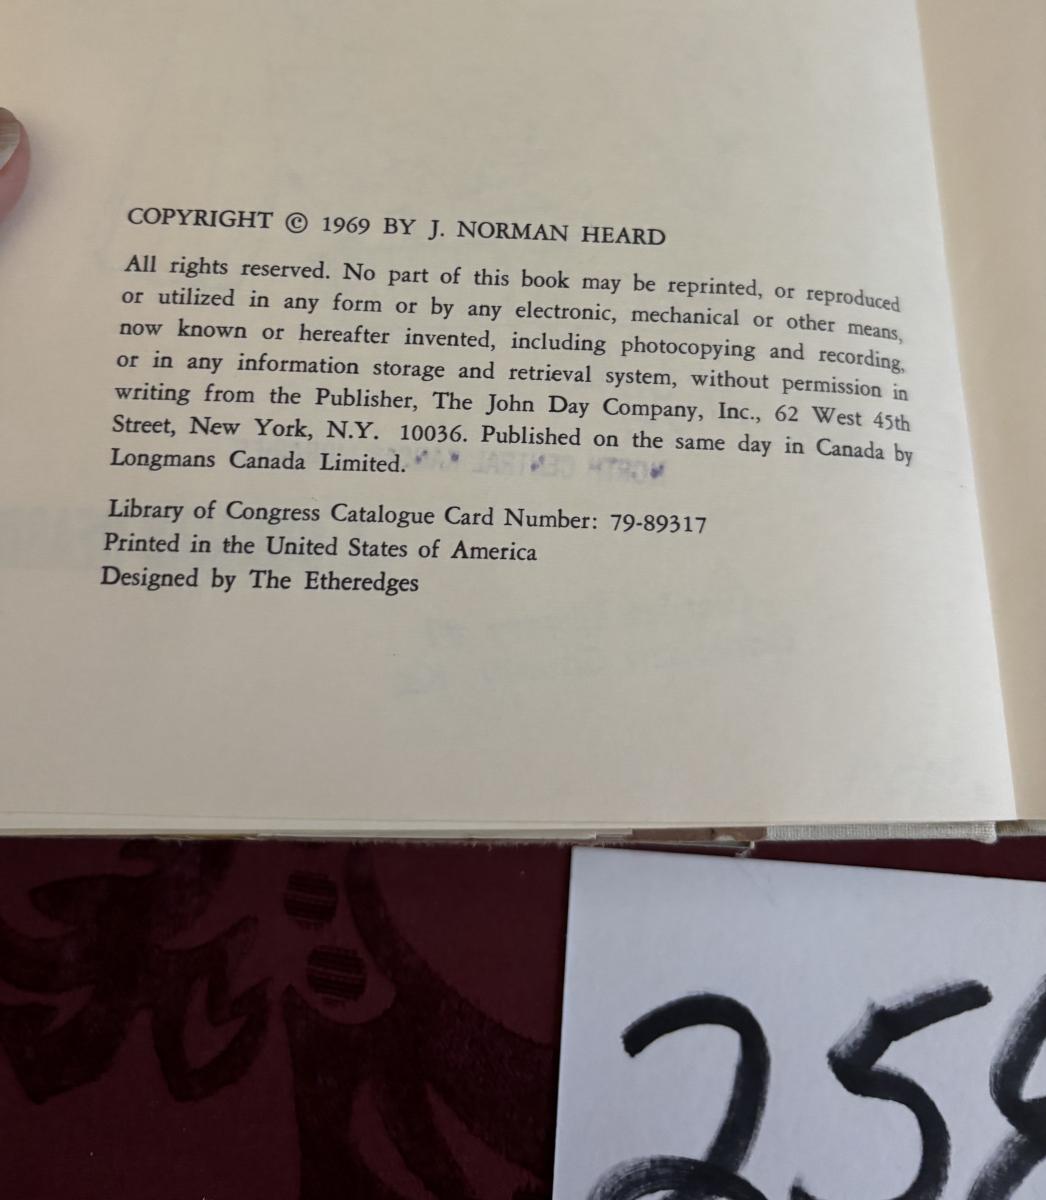 COPYRIGHT © 1969 BY J. NORMAN HEARD
All rights reserved. No part of this book may be reprinted, or reproduced
or utilized in any form or by any electronic, mechanical or other means,
now known or hereafter invented, including photocopying and recording,
or in any information storage and retrieval system, without permission in
writing from the Publisher, The John Day Company, Inc., 62 West 45th
Street, New York, N.Y. 10036. Published on the same day in Canada by
Longmans Canada Limited.
NORTH CENTRAL
Library of Congress Catalogue Card Number: 79-89317
Printed in the United States of America
Designed by The Etheredges
25